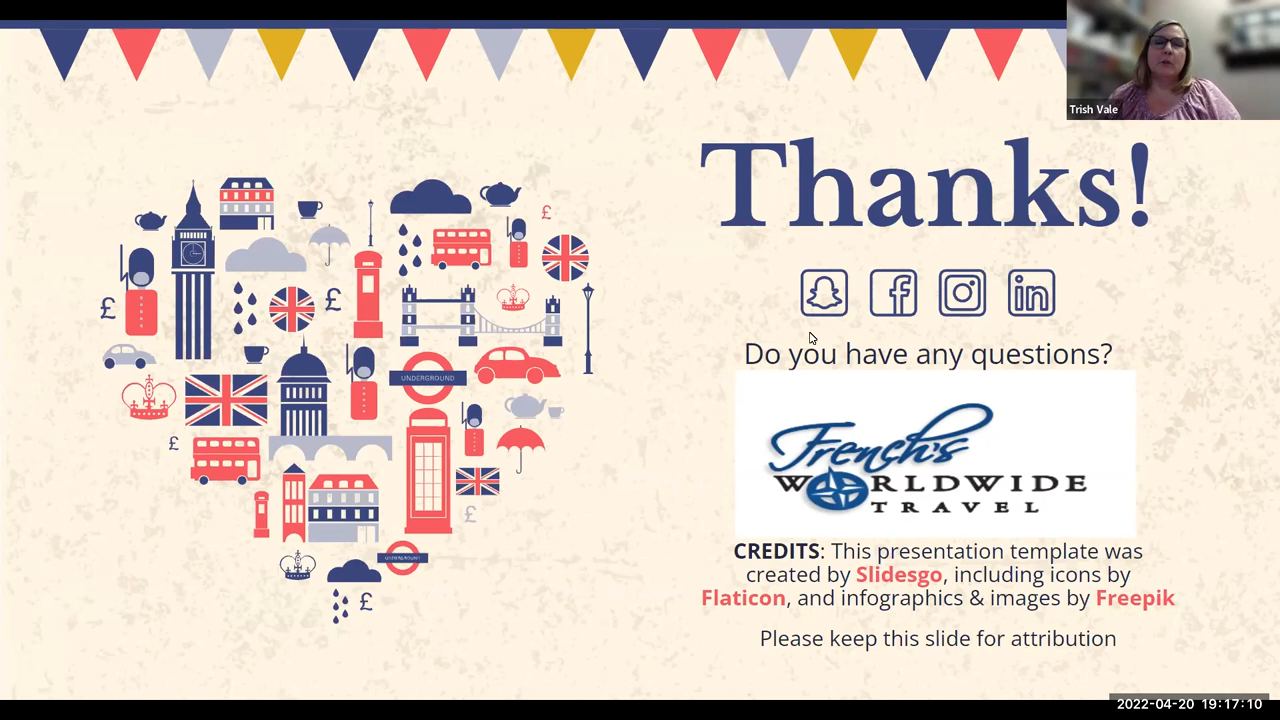 Trish Vale
Thanks!
Do you have any questions?
French's
WORLDWIDE
TRAVEL
CREDITS: This presentation template was
created by Slidesgo, including icons by
Flaticon, and infographics & images by Freepik
Please keep this slide for attribution
£
£
£
£
£
£
UNDERGROUND
UNDERGROUND
in
2022-04-20 19:17:10